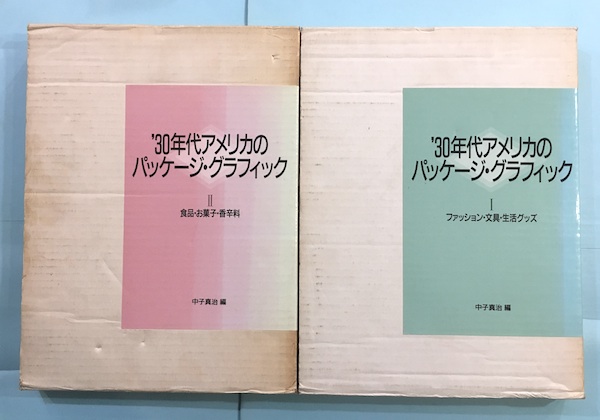 '30年代アメリカの
パッケージ・グラフィック
II
食品・お菓子・香辛料
中子真治 編
'30年代アメリカの
パッケージ・グラフィック
I
ファッション・文具・生活グッズ
中子真治 編